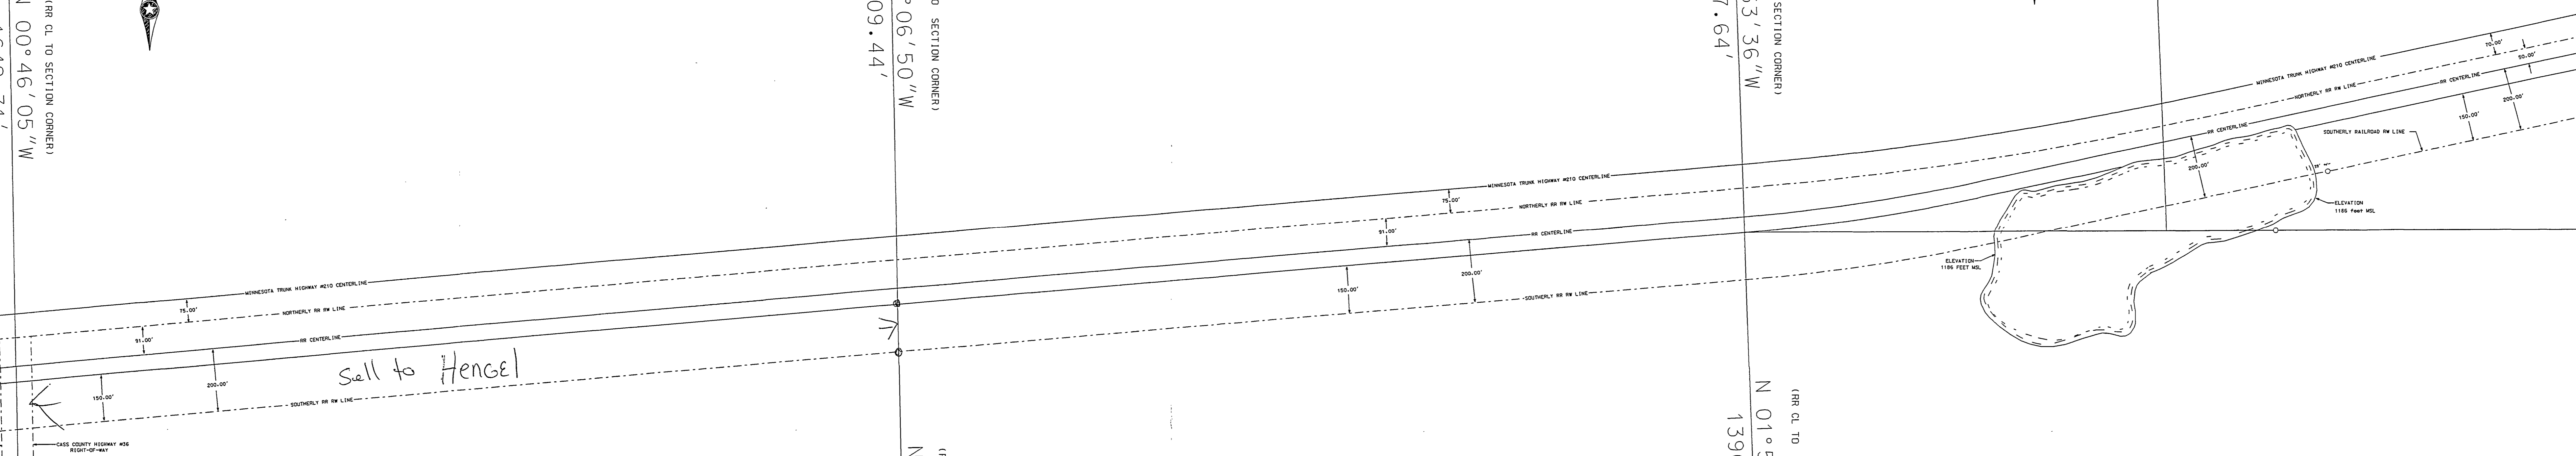 (RR CL TO SECTION CORNER)
N 00°46'05"W
SECTION CORNER)
°06'50"W
09.44'
SECTION CORNER)
53'36"W
7.64'
MINNESOTA TRUNK HIGHWAY #210 CENTERLINE
75.00'
NORTHERLY RR RW LINE
91.00'
RR CENTERLINE
200.00'
150.00'
Sell to HENGEl
SOUTHERLY RR RW LINE
CASS COUNTY HIGHWAY #36
RIGHT-OF-WAY
MINNESOTA TRUNK HIGHWAY #210 CENTERLINE
75.00'
NORTHERLY RR RW LINE
91.00'
RR CENTERLINE
200.00'
150.00'
SOUTHERLY RR RW LINE
MINNESOTA TRUNK HIGHWAY #210 CENTERLINE
70.00'
50.00'
NORTHERLY RR RW LINE
RR CENTERLINE
200.00'
150.00'
RR CENTERLINE
SOUTHERLY RAILROAD RW LINE
200.00'
ELEVATION
1186 feet MSL
ELEVATION
1186 FEET MSL
(RR CL TO
N 01°5
139
N